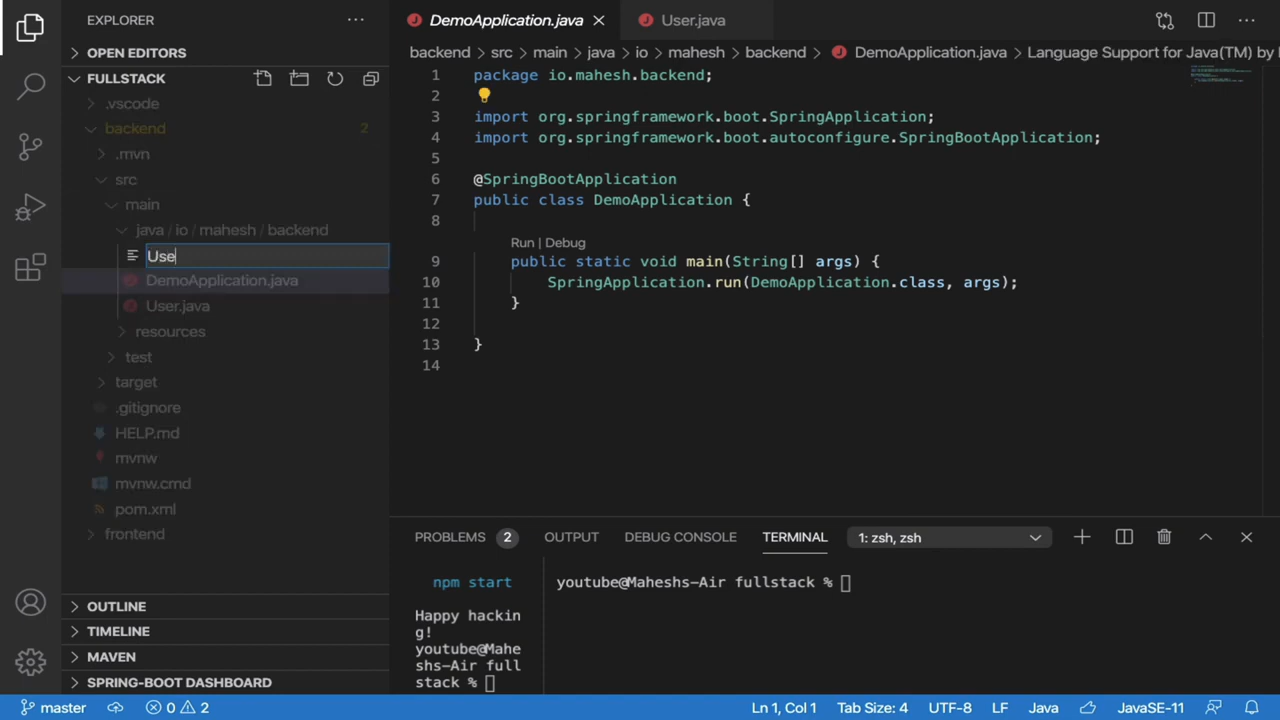 EXPLORER
OPEN EDITORS
FULLSTACK
.vscode
backend 2
.mvn
src
main
java / io / mahesh / backend
Use
DemoApplication.java
User.java
resources
test
target
.gitignore
HELP.md
mvnw
mvnw.cmd
pom.xml
frontend
OUTLINE
TIMELINE
MAVEN
SPRING-BOOT DASHBOARD
DemoApplication.java User.java
backend > src > main > java > io > mahesh > backend > DemoApplication.java > Language Support for Java(TM) by
1 package io.mahesh.backend;
2
3 import org.springframework.boot.SpringApplication;
4 import org.springframework.boot.autoconfigure.SpringBootApplication;
5
6 @SpringBootApplication
7 public class DemoApplication {
8
Run | Debug
9 public static void main(String[] args) {
10 SpringApplication.run(DemoApplication.class, args);
11 }
12
13 }
14
PROBLEMS 2 OUTPUT DEBUG CONSOLE TERMINAL 1: zsh, zsh
npm start
Happy hackin
g!
youtube@Mahe
shs-Air full
stack %
youtube@Maheshs-Air fullstack %
master 0 2 Ln 1, Col 1 Tab Size: 4 UTF-8 LF Java JavaSE-11